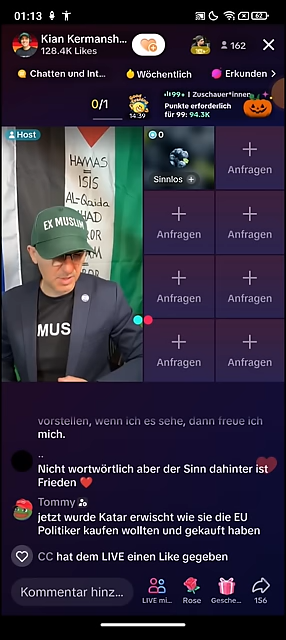 01:13
62
Kian Kermansh...
128.4K Likes
162
Chatten und Int...
Wöchentlich
Erkunden
0/1
14:39
99+ | Zuschauer*innen
Punkte erforderlich
für 99: 94.3K
Host
HAMAS
=
ISIS
AL-Qaida
EX MUSLIM
MUS
0
Sinnlos +
Anfragen
Anfragen
Anfragen
Anfragen
Anfragen
Anfragen
Anfragen
vorstellen, wenn ich es sehe, dann freue ich
mich.
..
Nicht wortwörtlich aber der Sinn dahinter ist
Frieden ❤️
Tommy
jetzt wurde Katar erwischt wie sie die EU
Politiker kaufen wollten und gekauft haben
CC hat dem LIVE einen Like gegeben
Kommentar hinz...
LIVE mi...
Rose
Gesche...
156